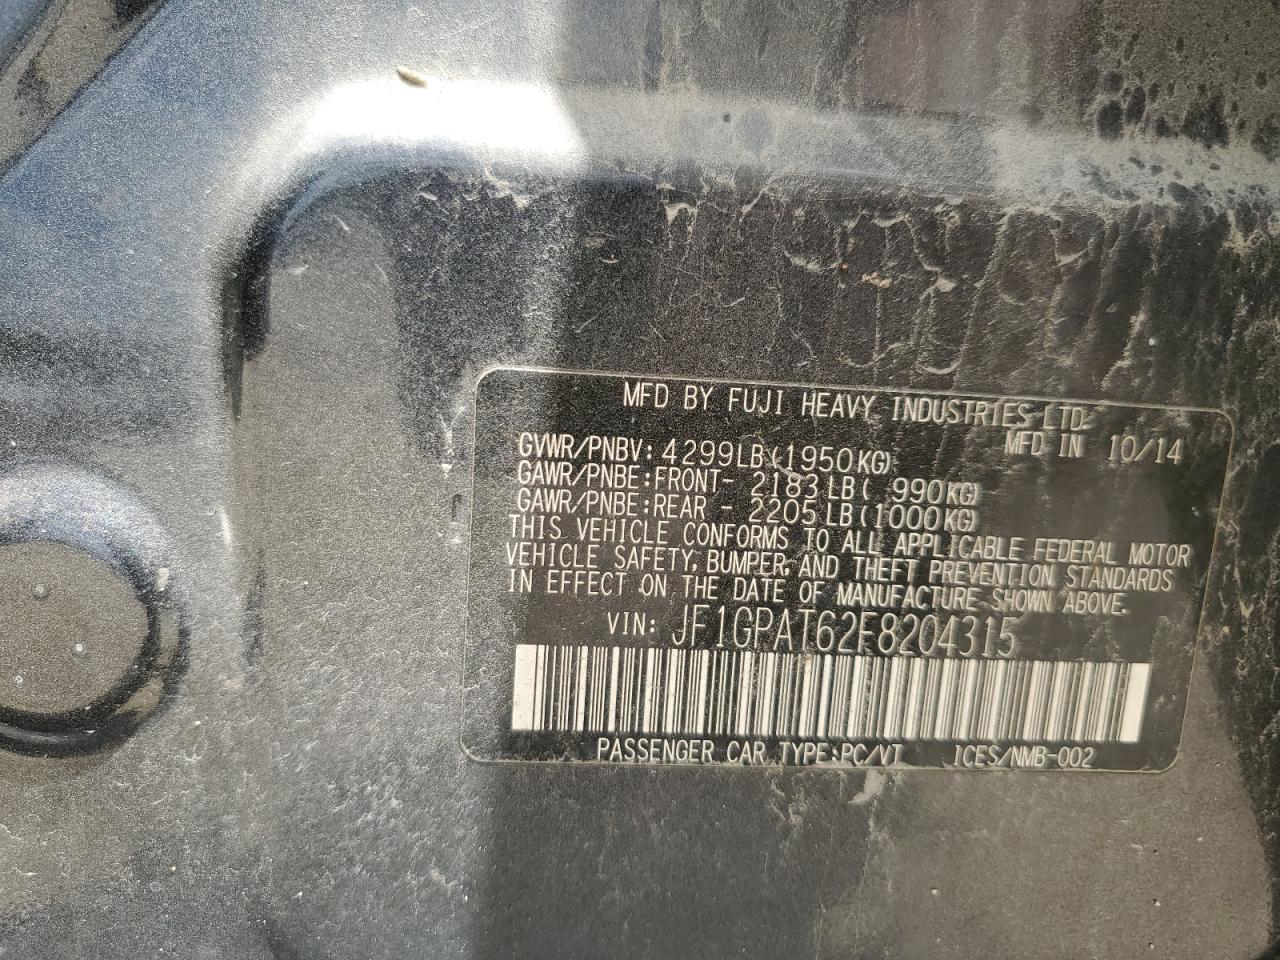 MFD BY FUJI HEAVY INDUSTRIES LTD.
MFD IN 10/14
GVWR/PNBV: 4299LB(1950KG)
GAWR/PNBE:FRONT- 2183LB( 990KG)
GAWR/PNBE:REAR - 2205LB(1000KG)
THIS VEHICLE CONFORMS TO ALL APPLICABLE FEDERAL MOTOR
VEHICLE SAFETY, BUMPER, AND THEFT PREVENTION STANDARDS
IN EFFECT ON THE DATE OF MANUFACTURE SHOWN ABOVE.
VIN: JF1GPAT62F8204315
PASSENGER CAR TYPE:PC/VT ICES/NMB-002